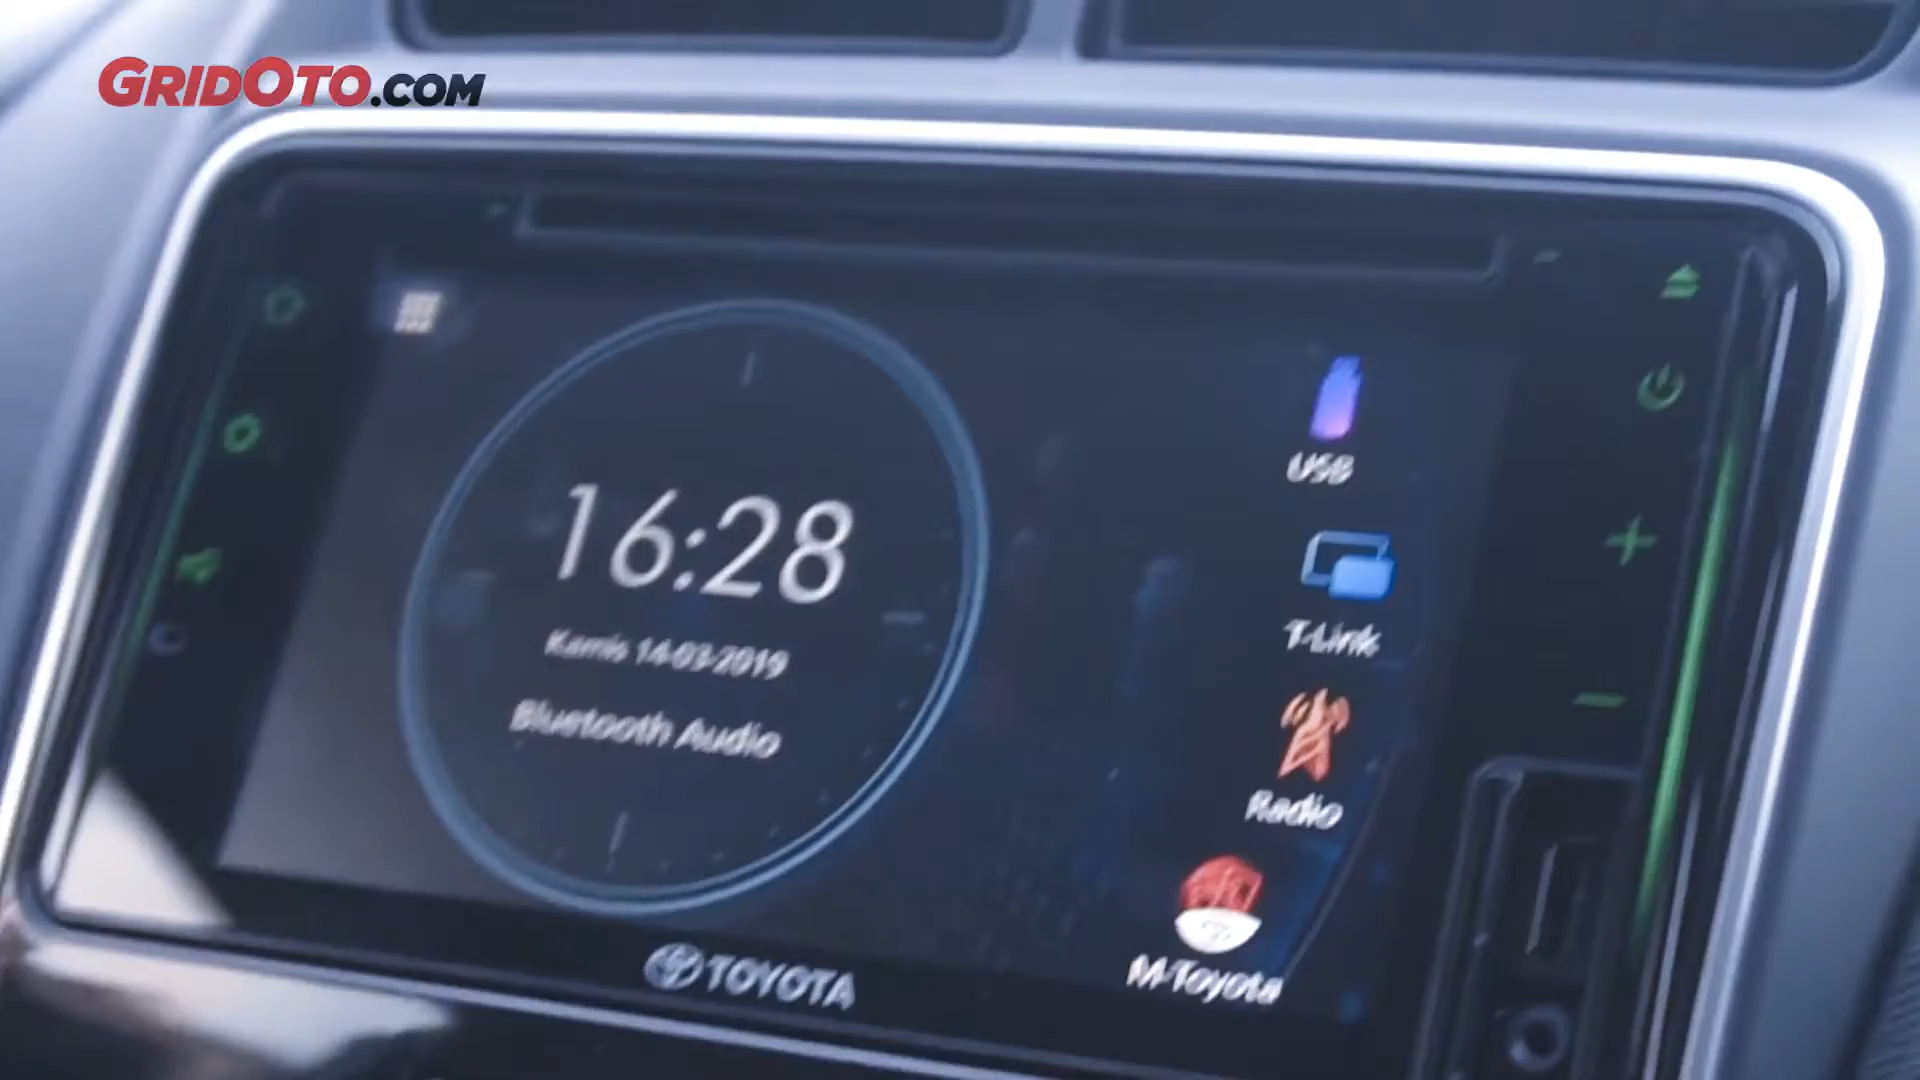 GRIDOTO.COM
16:28
Kamis 14-03-2019
Bluetooth Audio
USB
T-Link
Radio
M-Toyota
TOYOTA